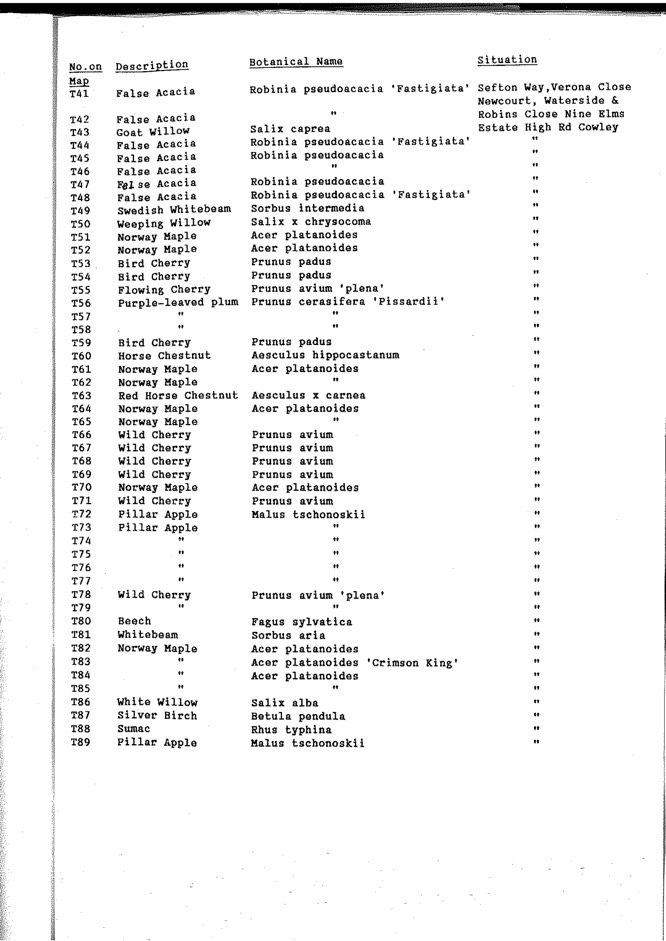 No.on Description Botanical Name Situation
Map
T41 False Acacia Robinia pseudoacacia 'Fastigiata' Sefton Way,Verona Close
Newcourt, Waterside &
T42 False Acacia " Robins Close Nine Elms
T43 Goat Willow Salix caprea Estate High Rd Cowley
T44 False Acacia Robinia pseudoacacia 'Fastigiata' "
T45 False Acacia Robinia pseudoacacia "
T46 False Acacia " "
T47 False Acacia Robinia pseudoacacia "
T48 False Acacia Robinia pseudoacacia 'Fastigiata' "
T49 Swedish Whitebeam Sorbus intermedia "
T50 Weeping Willow Salix x chrysocoma "
T51 Norway Maple Acer platanoides "
T52 Norway Maple Acer platanoides "
T53 Bird Cherry Prunus padus "
T54 Bird Cherry Prunus padus "
T55 Flowing Cherry Prunus avium 'plena' "
T56 Purple-leaved plum Prunus cerasifera 'Pissardii' "
T57 " " "
T58 " " "
T59 Bird Cherry Prunus padus "
T60 Horse Chestnut Aesculus hippocastanum "
T61 Norway Maple Acer platanoides "
T62 Norway Maple " "
T63 Red Horse Chestnut Aesculus x carnea "
T64 Norway Maple Acer platanoides "
T65 Norway Maple " "
T66 Wild Cherry Prunus avium "
T67 Wild Cherry Prunus avium "
T68 Wild Cherry Prunus avium "
T69 Wild Cherry Prunus avium "
T70 Norway Maple Acer platanoides "
T71 Wild Cherry Prunus avium "
T72 Pillar Apple Malus tschonoskii "
T73 Pillar Apple " "
T74 " " "
T75 " " "
T76 " " "
T77 " " "
T78 Wild Cherry Prunus avium 'plena' "
T79 " " "
T80 Beech Fagus sylvatica "
T81 Whitebeam Sorbus aria "
T82 Norway Maple Acer platanoides "
T83 " Acer platanoides 'Crimson King' "
T84 " Acer platanoides "
T85 " " "
T86 White Willow Salix alba "
T87 Silver Birch Betula pendula "
T88 Sumac Rhus typhina "
T89 Pillar Apple Malus tschonoskii "